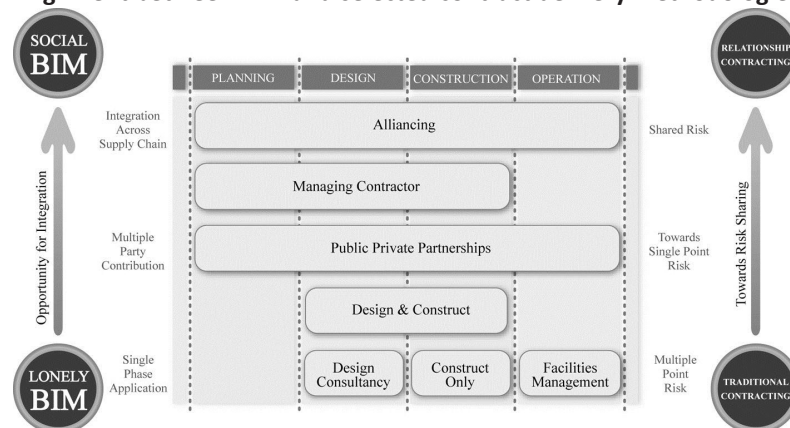 SOCIAL
BIM
RELATIONSHIP
CONTRACTING
PLANNING
DESIGN
CONSTRUCTION
OPERATION
Integration
Across
Supply Chain
Alliancing
Shared Risk
Managing Contractor
Opportunity for Integration
Multiple
Party
Contribution
Public Private Partnerships
Towards
Single Point
Risk
Towards Risk Sharing
Design & Construct
LONELY
BIM
Single
Phase
Application
Design
Consultancy
Construct
Only
Facilities
Management
Multiple
Point
Risk
TRADITIONAL
CONTRACTING